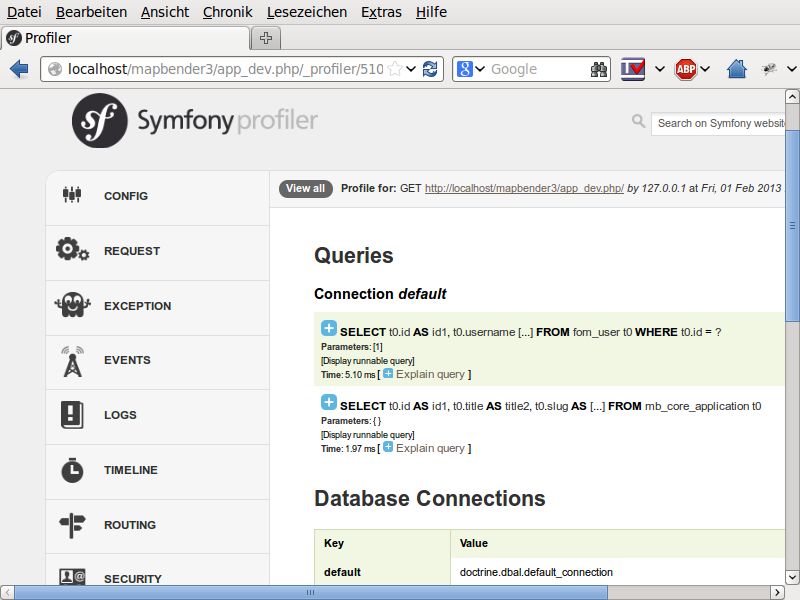 Datei Bearbeiten Ansicht Chronik Lesezeichen Extras Hilfe
Profiler
localhost/mapbender3/app_dev.php/_profiler/510
Google
ABP
sf Symfony profiler
Search on Symfony website
View all Profile for: GET http://localhost/mapbender3/app_dev.php/ by 127.0.0.1 at Fri, 01 Feb 2013
CONFIG
REQUEST
EXCEPTION
EVENTS
LOGS
TIMELINE
ROUTING
SECURITY
Queries
Connection default
SELECT t0.id AS id1, t0.username [...] FROM fom_user t0 WHERE t0.id = ?
Parameters: [1]
[Display runnable query]
Time: 5.10 ms [ + Explain query ]
SELECT t0.id AS id1, t0.title AS title2, t0.slug AS [...] FROM mb_core_application t0
Parameters: { }
[Display runnable query]
Time: 1.97 ms [ + Explain query ]
Database Connections
Key Value
default doctrine.dbal.default_connection